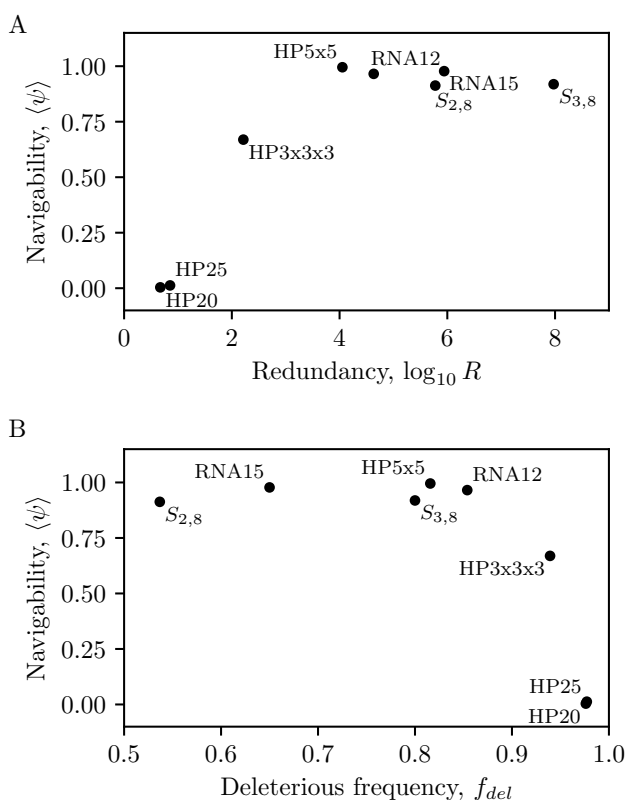 A
1.00
0.75
0.50
0.25
0.00
Navigability, ⟨ψ⟩
HP5x5
RNA12
RNA15
S2,8
S3,8
HP3x3x3
HP25
HP20
0 2 4 6 8
Redundancy, log10 R
B
1.00
0.75
0.50
0.25
0.00
Navigability, ⟨ψ⟩
RNA15
HP5x5
RNA12
S2,8
S3,8
HP3x3x3
HP25
HP20
0.5 0.6 0.7 0.8 0.9 1.0
Deleterious frequency, fdel